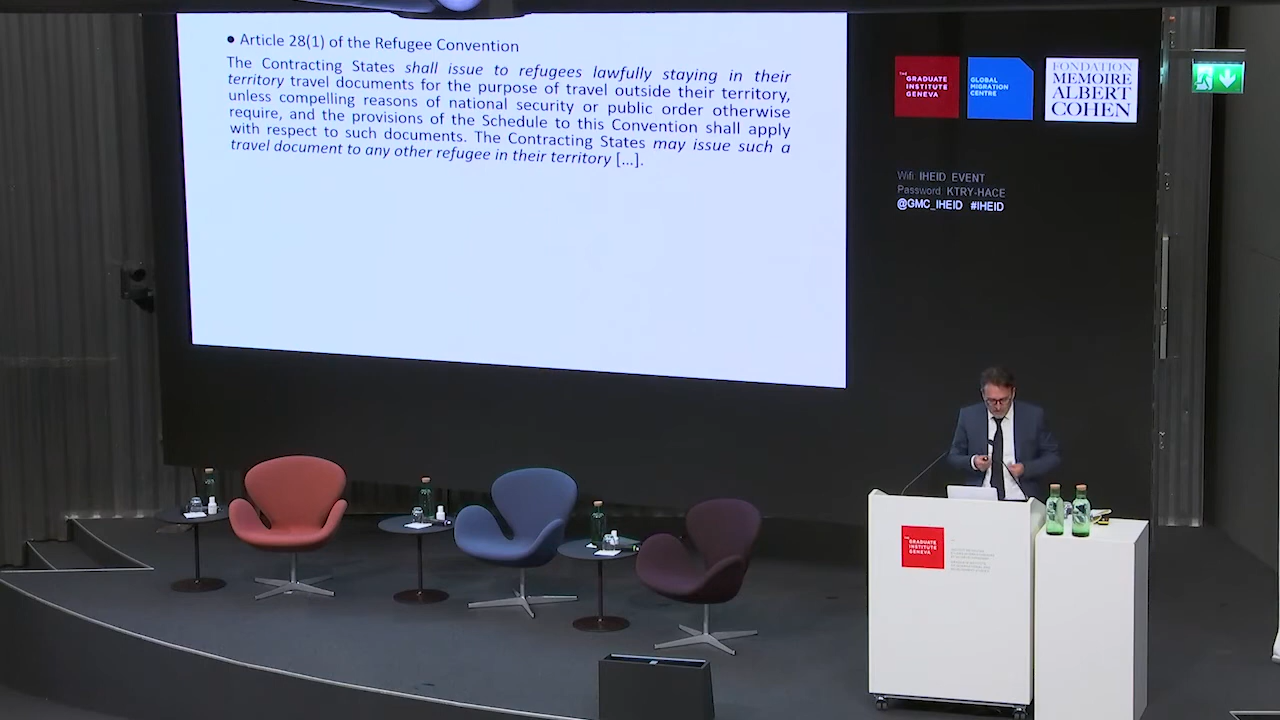 • Article 28(1) of the Refugee Convention
The Contracting States shall issue to refugees lawfully staying in their
territory travel documents for the purpose of travel outside their territory,
unless compelling reasons of national security or public order otherwise
require, and the provisions of the Schedule to this Convention shall apply
with respect to such documents. The Contracting States may issue such a
travel document to any other refugee in their territory [...].
THE
GRADUATE
INSTITUTE
GENEVA
GLOBAL
MIGRATION
CENTRE
FONDATION
MEMOIRE
ALBERT
COHEN
Wifi: IHEID_EVENT
Password: KTRY-HACE
@GMC_IHEID #IHEID
THE
GRADUATE
INSTITUTE
GENEVA